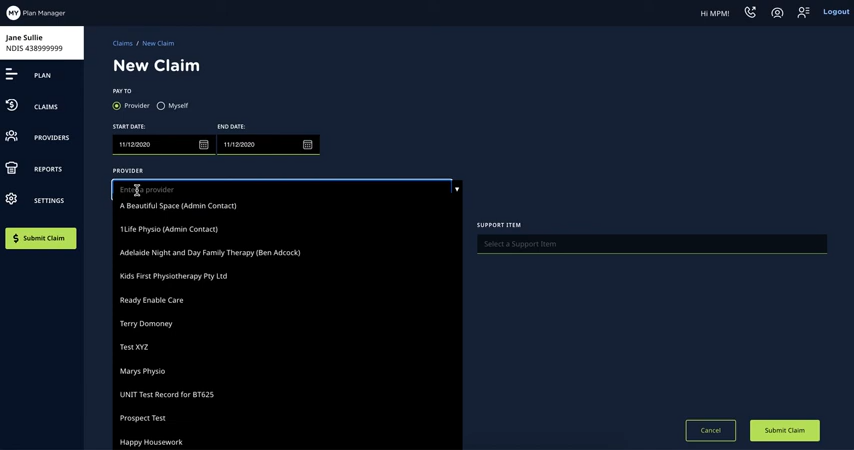 MY Plan Manager
Hi MPM!
Logout
Jane Sullie
NDIS 438999999
PLAN
CLAIMS
PROVIDERS
REPORTS
SETTINGS
$ Submit Claim
Claims / New Claim
New Claim
PAY TO
Provider Myself
START DATE: END DATE:
11/12/2020 11/12/2020
PROVIDER
Enter a provider
A Beautiful Space (Admin Contact)
1Life Physio (Admin Contact)
Adelaide Night and Day Family Therapy (Ben Adcock)
Kids First Physiotherapy Pty Ltd
Ready Enable Care
Terry Domoney
Test XYZ
Marys Physio
UNIT Test Record for BT625
Prospect Test
Happy Housework
SUPPORT ITEM
Select a Support Item
Cancel
Submit Claim